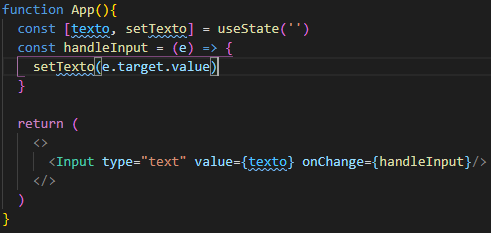 function App(){
  const [texto, setTexto] = useState('')
  const handleInput = (e) => {
    setTexto(e.target.value)
  }

  return (
    <>
      <Input type="text" value={texto} onChange={handleInput}/>
    </>
  )
}